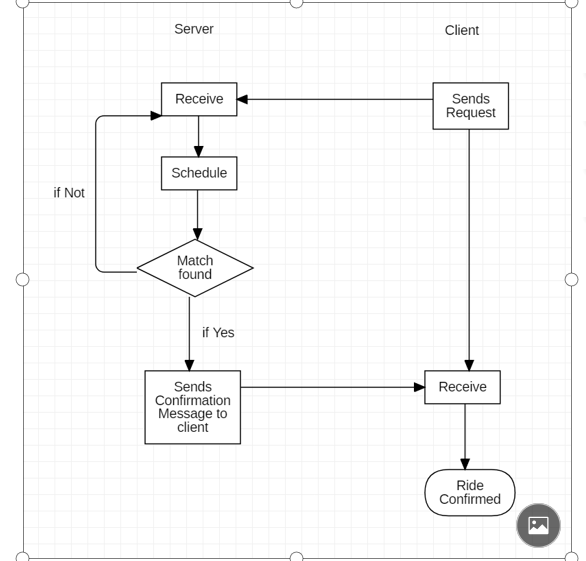 Server
Client
Receive
Sends
Request
Schedule
if Not
Match
found
if Yes
Sends
Confirmation
Message to
client
Receive
Ride
Confirmed